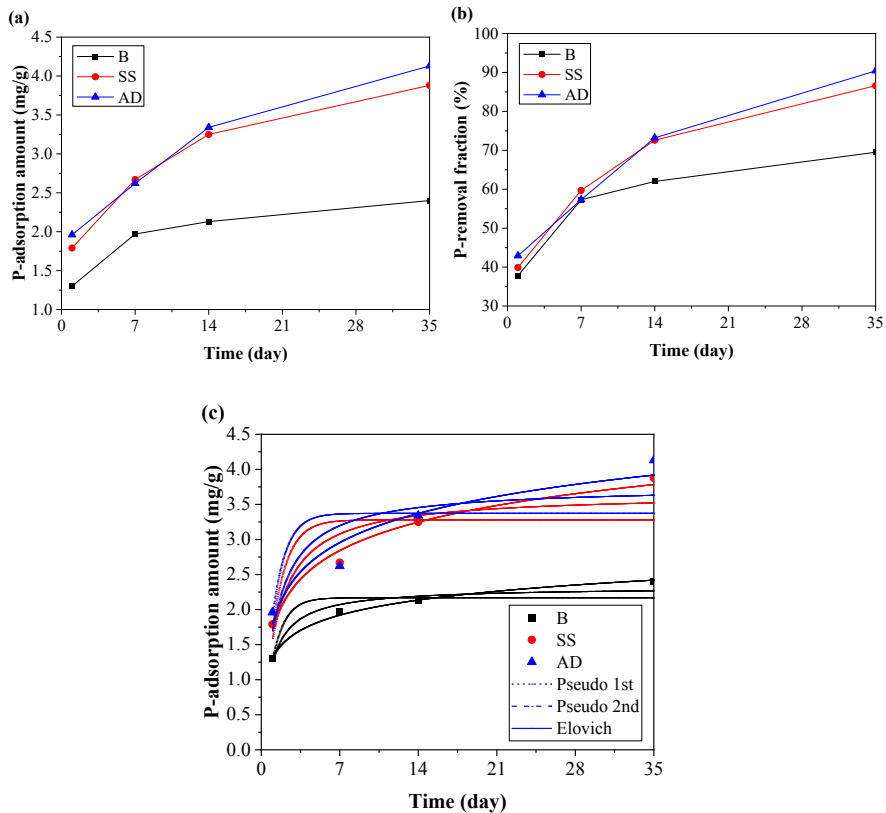 (a)
P-adsorption amount (mg/g)
4.5
4.0
3.5
3.0
2.5
2.0
1.5
1.0
B
SS
AD
0 7 14 21 28 35
Time (day)
(b)
P-removal fraction (%)
100
90
80
70
60
50
40
30
B
SS
AD
0 7 14 21 28 35
Time (day)
(c)
P-adsorption amount (mg/g)
4.5
4.0
3.5
3.0
2.5
2.0
1.5
1.0
0.5
0.0
B
SS
AD
Pseudo 1st
Pseudo 2nd
Elovich
0 7 14 21 28 35
Time (day)